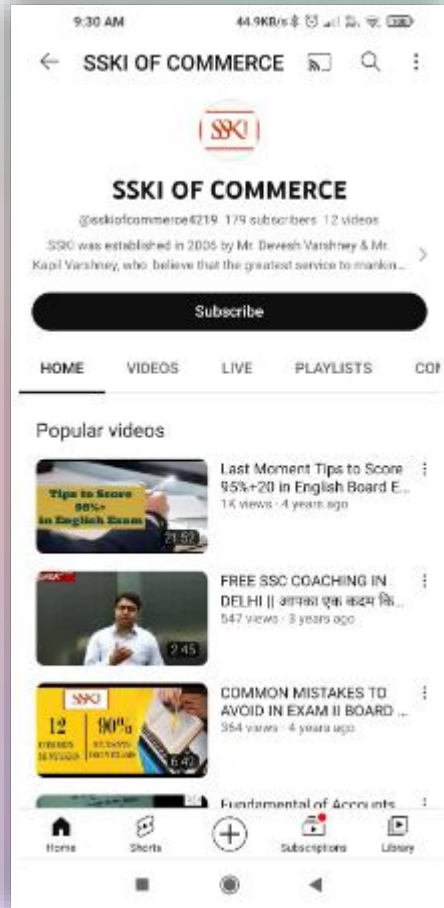 9:30 AM 44.9KB/s
SSKI OF COMMERCE
SSKI
SSKI OF COMMERCE
@sskiofcommerce4219 179 subscribers 12 videos
SSKI was established in 2006 by Mr. Devesh Varshney & Mr.
Kapil Varshney, who believe that the greatest service to mankin...
Subscribe
HOME VIDEOS LIVE PLAYLISTS COM
Popular videos
Tips to Score
95%+
in English Exam
21:52
Last Moment Tips to Score
95%+20 in English Board E...
1K views · 4 years ago
2:45
FREE SSC COACHING IN
DELHI || आपका एक कदम कि...
547 views · 3 years ago
SSKI
12
90%
6:42
COMMON MISTAKES TO
AVOID IN EXAM II BOARD ...
364 views · 4 years ago
Fundamental of Accounts
Home Shorts Subscriptions Library